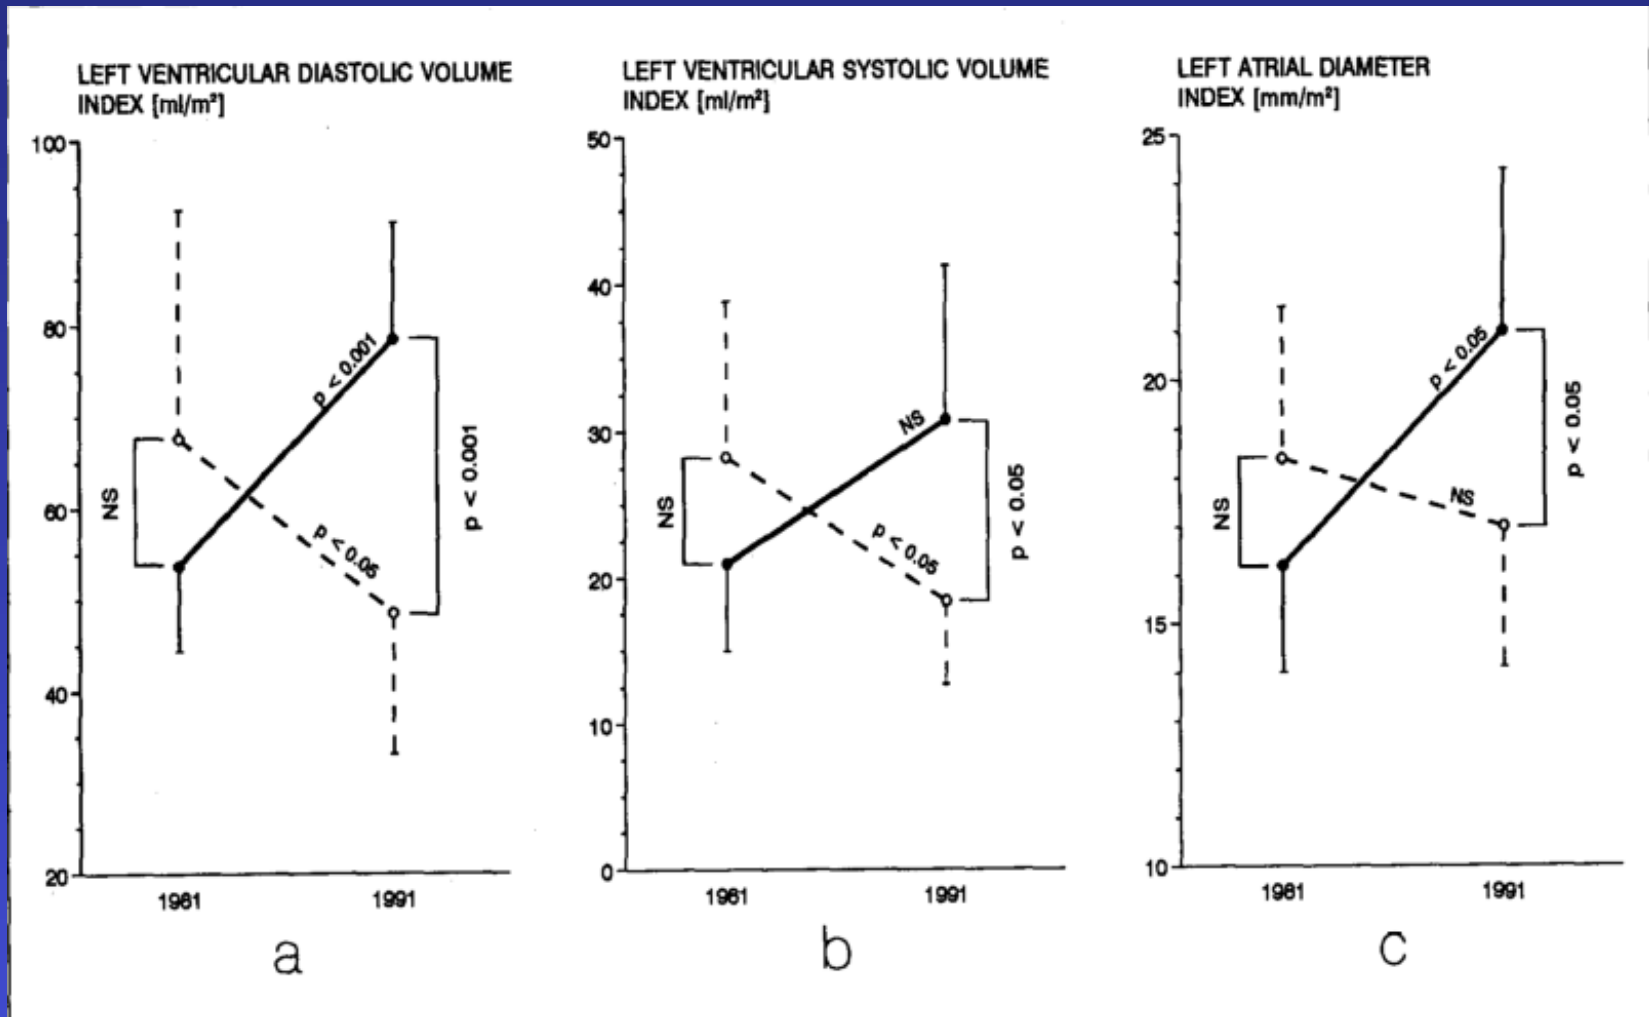 LEFT VENTRICULAR DIASTOLIC VOLUME
INDEX [ml/m²]
100
80
60
40
20
NS
p < 0.001
p < 0.05
p < 0.001
1981
1991
a
LEFT VENTRICULAR SYSTOLIC VOLUME
INDEX [ml/m²]
50
40
30
20
10
0
NS
NS
p < 0.05
p < 0.05
1981
1991
b
LEFT ATRIAL DIAMETER
INDEX [mm/m²]
25
20
15
10
NS
p < 0.05
NS
p < 0.05
1981
1991
c